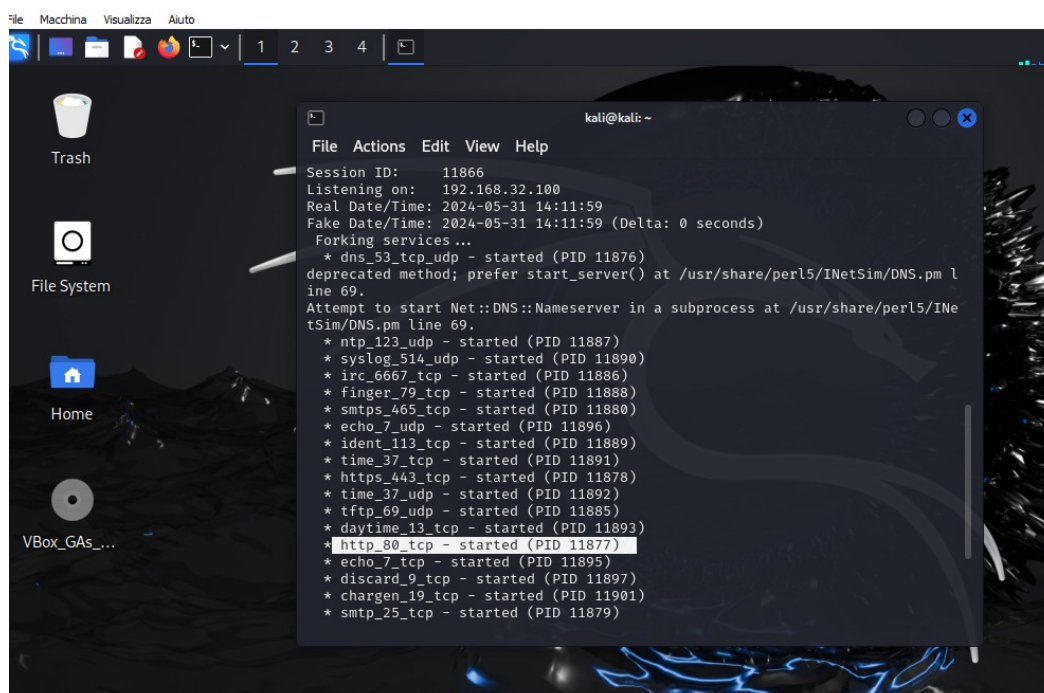 File Macchina Visualizza Aiuto
1 2 3 4
Trash
File System
Home
VBox_GAs_...
kali@kali: ~
File Actions Edit View Help
Session ID: 11866
Listening on: 192.168.32.100
Real Date/Time: 2024-05-31 14:11:59
Fake Date/Time: 2024-05-31 14:11:59 (Delta: 0 seconds)
Forking services ...
* dns_53_tcp_udp - started (PID 11876)
deprecated method; prefer start_server() at /usr/share/perl5/INetSim/DNS.pm l
ine 69.
Attempt to start Net::DNS::Nameserver in a subprocess at /usr/share/perl5/INe
tSim/DNS.pm line 69.
* ntp_123_udp - started (PID 11887)
* syslog_514_udp - started (PID 11890)
* irc_6667_tcp - started (PID 11886)
* finger_79_tcp - started (PID 11888)
* smtps_465_tcp - started (PID 11880)
* echo_7_udp - started (PID 11896)
* ident_113_tcp - started (PID 11889)
* time_37_tcp - started (PID 11891)
* https_443_tcp - started (PID 11878)
* time_37_udp - started (PID 11892)
* tftp_69_udp - started (PID 11885)
* daytime_13_tcp - started (PID 11893)
* http_80_tcp - started (PID 11877)
* echo_7_tcp - started (PID 11895)
* discard_9_tcp - started (PID 11897)
* chargen_19_tcp - started (PID 11901)
* smtp_25_tcp - started (PID 11879)